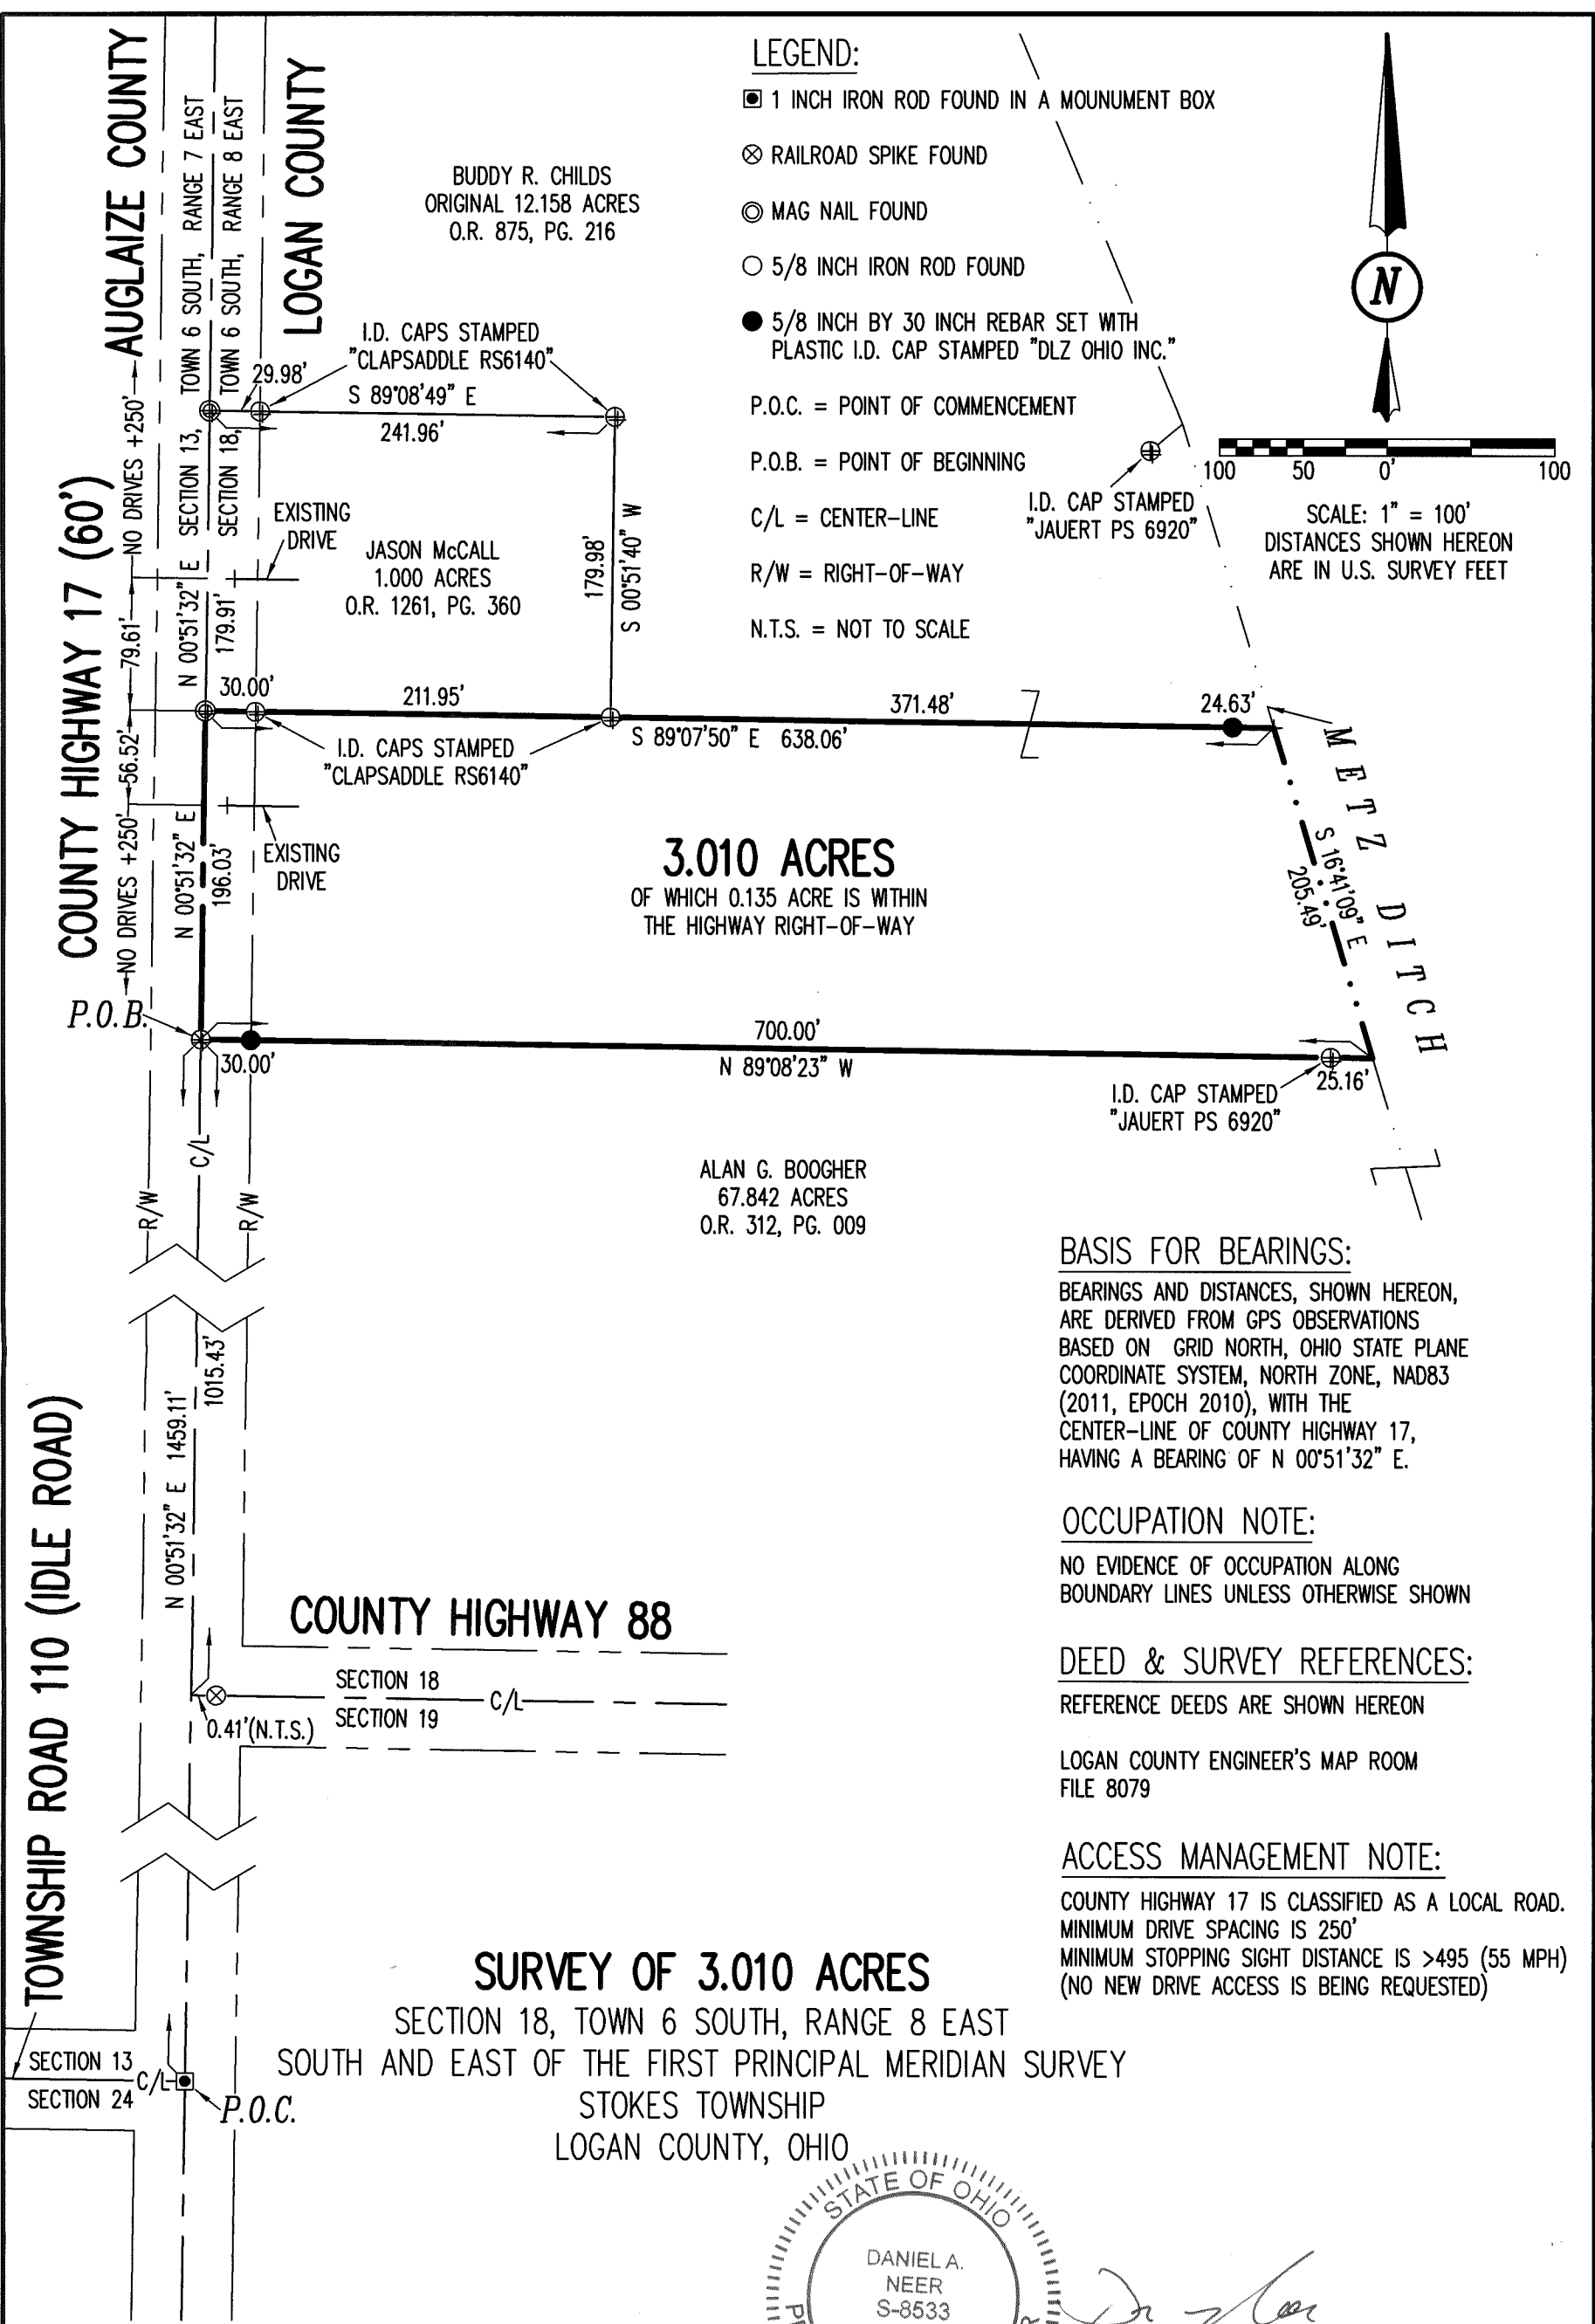 AUGLAIZE COUNTY
TOWN 6 SOUTH, RANGE 7 EAST
TOWN 6 SOUTH, RANGE 8 EAST
LOGAN COUNTY
SECTION 13,
SECTION 18,
BUDDY R. CHILDS
ORIGINAL 12.158 ACRES
O.R. 875, PG. 216
LEGEND:
1 INCH IRON ROD FOUND IN A MOUNUMENT BOX
RAILROAD SPIKE FOUND
MAG NAIL FOUND
5/8 INCH IRON ROD FOUND
5/8 INCH BY 30 INCH REBAR SET WITH
PLASTIC I.D. CAP STAMPED "DLZ OHIO INC."
P.O.C. = POINT OF COMMENCEMENT
P.O.B. = POINT OF BEGINNING
C/L = CENTER-LINE
R/W = RIGHT-OF-WAY
N.T.S. = NOT TO SCALE
N
100 50 0' 100
SCALE: 1" = 100'
DISTANCES SHOWN HEREON
ARE IN U.S. SURVEY FEET
I.D. CAP STAMPED
"JAUERT PS 6920"
I.D. CAPS STAMPED
"CLAPSADDLE RS6140"
29.98'
S 89°08'49" E
241.96'
COUNTY HIGHWAY 17 (60')
NO DRIVES +250'
79.61'
56.52'
NO DRIVES +250'
N 00°51'32" E
179.91'
EXISTING
DRIVE
JASON McCALL
1.000 ACRES
O.R. 1261, PG. 360
179.98'
S 00°51'40" W
30.00'
211.95'
371.48'
24.63'
S 89°07'50" E 638.06'
I.D. CAPS STAMPED
"CLAPSADDLE RS6140"
N 00°51'32" E
196.03'
EXISTING
DRIVE
3.010 ACRES
OF WHICH 0.135 ACRE IS WITHIN
THE HIGHWAY RIGHT-OF-WAY
METZ DITCH
S 16°41'09" E
205.49'
P.O.B.
30.00'
700.00'
N 89°08'23" W
25.16'
I.D. CAP STAMPED
"JAUERT PS 6920"
C/L
R/W
R/W
ALAN G. BOOGHER
67.842 ACRES
O.R. 312, PG. 009
BASIS FOR BEARINGS:
BEARINGS AND DISTANCES, SHOWN HEREON,
ARE DERIVED FROM GPS OBSERVATIONS
BASED ON GRID NORTH, OHIO STATE PLANE
COORDINATE SYSTEM, NORTH ZONE, NAD83
(2011, EPOCH 2010), WITH THE
CENTER-LINE OF COUNTY HIGHWAY 17,
HAVING A BEARING OF N 00°51'32" E.
1015.43'
N 00°51'32" E 1459.11'
OCCUPATION NOTE:
NO EVIDENCE OF OCCUPATION ALONG
BOUNDARY LINES UNLESS OTHERWISE SHOWN
COUNTY HIGHWAY 88
SECTION 18
C/L
SECTION 19
0.41'(N.T.S.)
DEED & SURVEY REFERENCES:
REFERENCE DEEDS ARE SHOWN HEREON
LOGAN COUNTY ENGINEER'S MAP ROOM
FILE 8079
ACCESS MANAGEMENT NOTE:
COUNTY HIGHWAY 17 IS CLASSIFIED AS A LOCAL ROAD.
MINIMUM DRIVE SPACING IS 250'
MINIMUM STOPPING SIGHT DISTANCE IS >495 (55 MPH)
(NO NEW DRIVE ACCESS IS BEING REQUESTED)
TOWNSHIP ROAD 110 (IDLE ROAD)
SECTION 13
C/L
SECTION 24
P.O.C.
SURVEY OF 3.010 ACRES
SECTION 18, TOWN 6 SOUTH, RANGE 8 EAST
SOUTH AND EAST OF THE FIRST PRINCIPAL MERIDIAN SURVEY
STOKES TOWNSHIP
LOGAN COUNTY, OHIO
STATE OF OHIO
DANIEL A.
NEER
S-8533